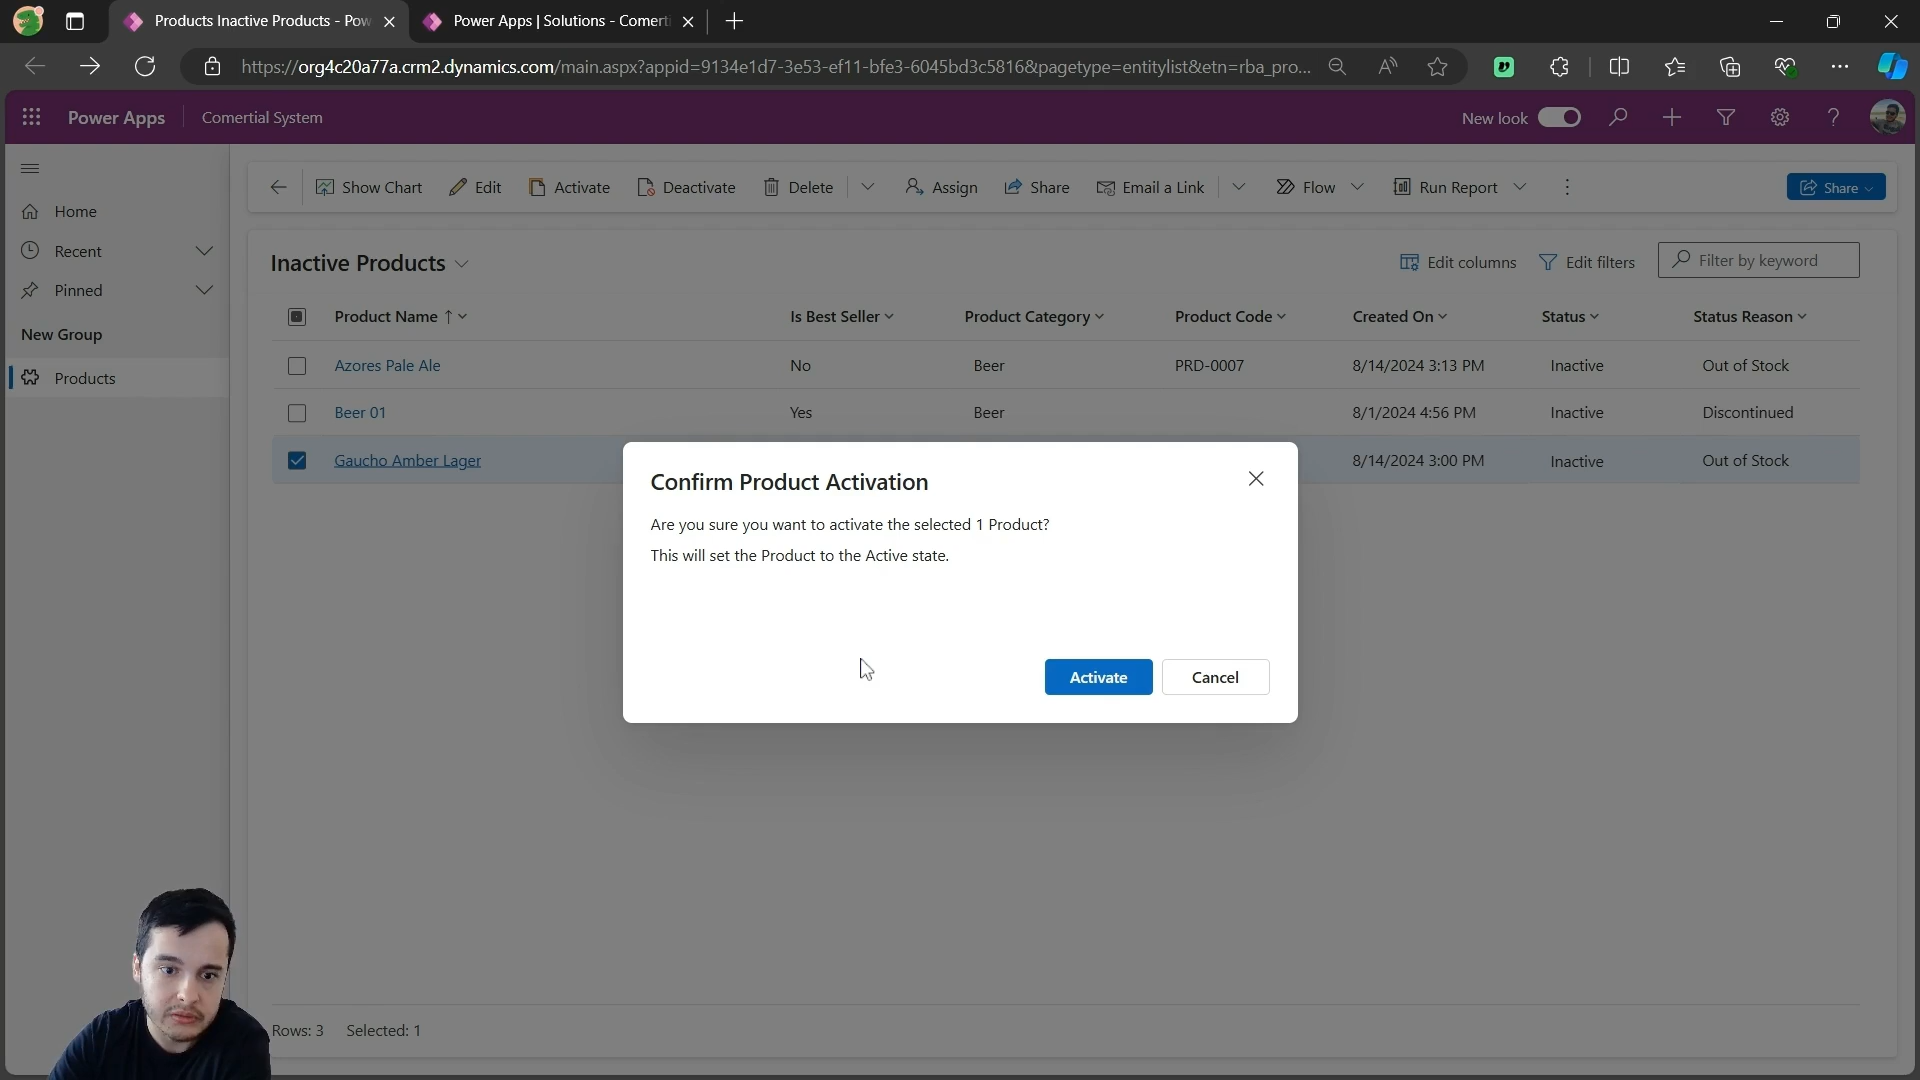 Products Inactive Products - Pow
Power Apps | Solutions - Comerti
https://org4c20a77a.crm2.dynamics.com/main.aspx?appid=9134e1d7-3e53-ef11-bfe3-6045bd3c5816&pagetype=entitylist&etn=rba_pro...
Power Apps
Comertial System
New look
Home
Recent
Pinned
New Group
Products
Show Chart
Edit
Activate
Deactivate
Delete
Assign
Share
Email a Link
Flow
Run Report
Share
Inactive Products
Edit columns
Edit filters
Filter by keyword
Product Name Is Best Seller Product Category Product Code Created On Status Status Reason
Azores Pale Ale No Beer PRD-0007 8/14/2024 3:13 PM Inactive Out of Stock
Beer 01 Yes Beer 8/1/2024 4:56 PM Inactive Discontinued
Gaucho Amber Lager 8/14/2024 3:00 PM Inactive Out of Stock
Confirm Product Activation
Are you sure you want to activate the selected 1 Product?
This will set the Product to the Active state.
Activate
Cancel
Rows: 3 Selected: 1